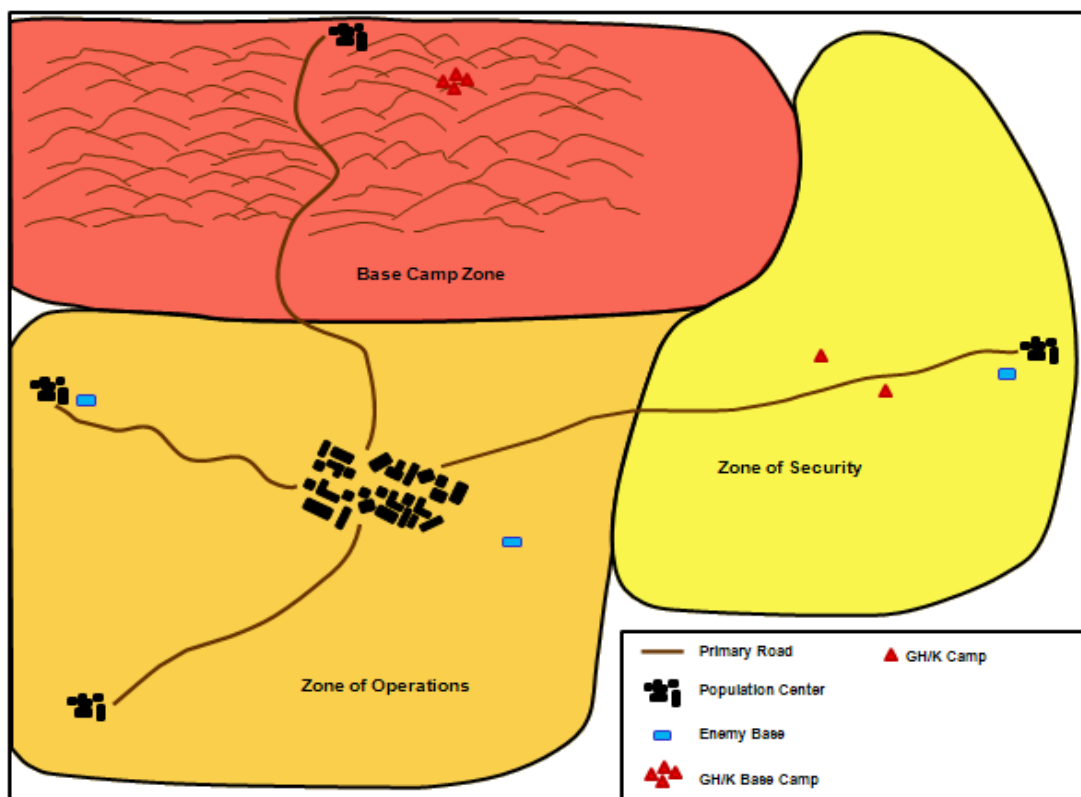 Base Camp Zone
Zone of Security
Zone of Operations
Primary Road
GH/K Camp
Population Center
Enemy Base
GH/K Base Camp